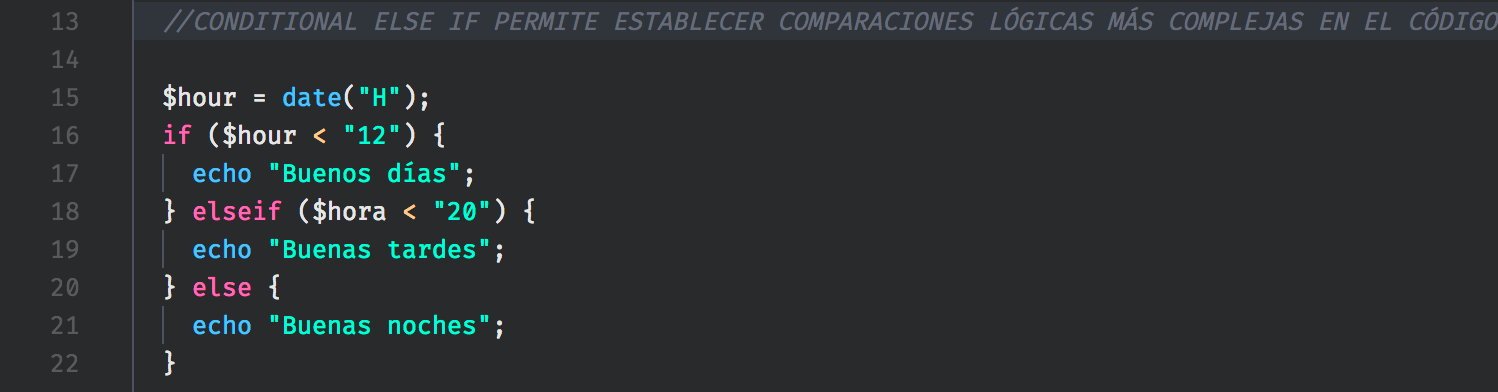 13 //CONDITIONAL ELSE IF PERMITE ESTABLECER COMPARACIONES LÓGICAS MÁS COMPLEJAS EN EL CÓDIGO
14
15 $hour = date("H");
16 if ($hour < "12") {
17 echo "Buenos días";
18 } elseif ($hora < "20") {
19 echo "Buenas tardes";
20 } else {
21 echo "Buenas noches";
22 }